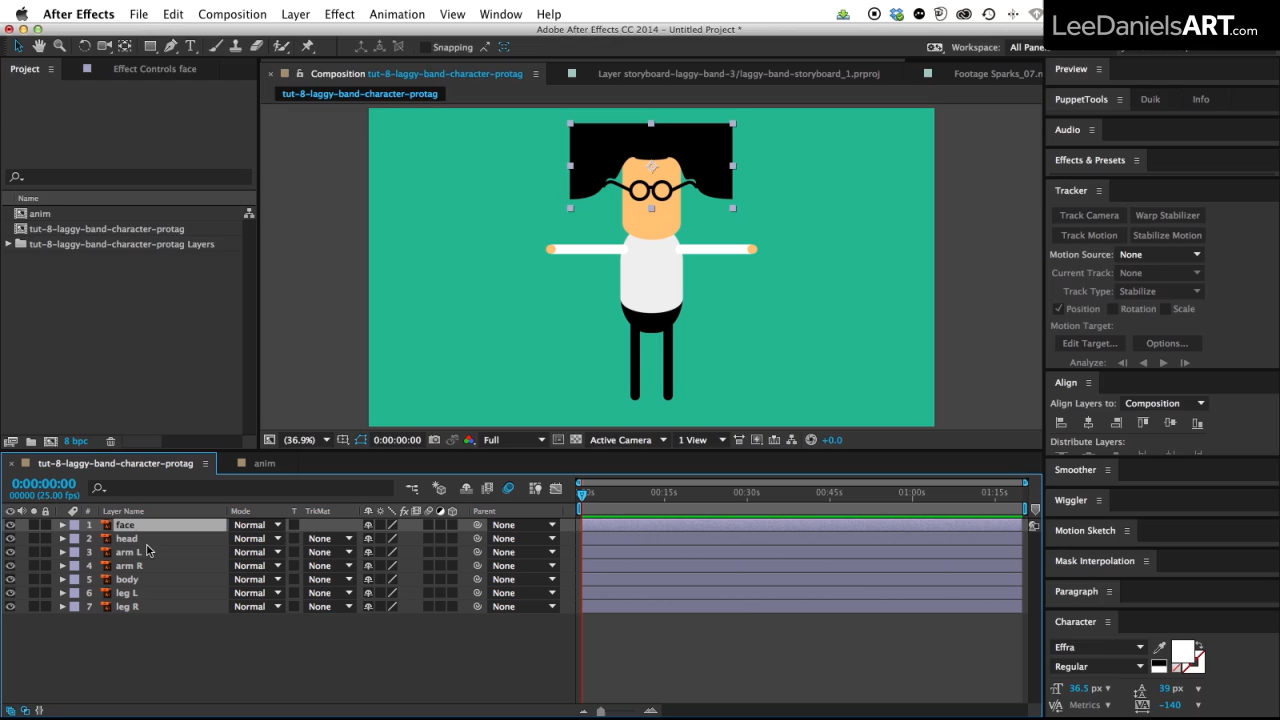 After Effects File Edit Composition Layer Effect Animation View Window Help
LeeDanielsART.com
Adobe After Effects CC 2014 - Untitled Project *
Snapping
Workspace: All Pane
Project Effect Controls face
Composition tut-8-laggy-band-character-protag
Layer storyboard-laggy-band-3/laggy-band-storyboard_1.prproj
Footage Sparks_07.m
tut-8-laggy-band-character-protag
Name
anim
tut-8-laggy-band-character-protag
tut-8-laggy-band-character-protag Layers
8 bpc
(36.9%) 0:00:00:00 Full Active Camera 1 View +0.0
Preview
PuppetTools Duik Info
Audio
Effects & Presets
Tracker
Track Camera Warp Stabilizer
Track Motion Stabilize Motion
Motion Source: None
Current Track: None
Track Type: Stabilize
Position Rotation Scale
Motion Target:
Edit Target... Options...
Analyze:
Align
Align Layers to: Composition
Distribute Layers:
Smoother
Wiggler
Motion Sketch
Mask Interpolation
Paragraph
Character
Effra
Regular
36.5 px 39 px
Metrics -140
tut-8-laggy-band-character-protag anim
0:00:00:00
00000 (25.00 fps)
00:15s 00:30s 00:45s 01:00s 01:15s
# Layer Name Mode T TrkMat Parent
1 face Normal None
2 head Normal None None
3 arm L Normal None None
4 arm R Normal None None
5 body Normal None None
6 leg L Normal None None
7 leg R Normal None None